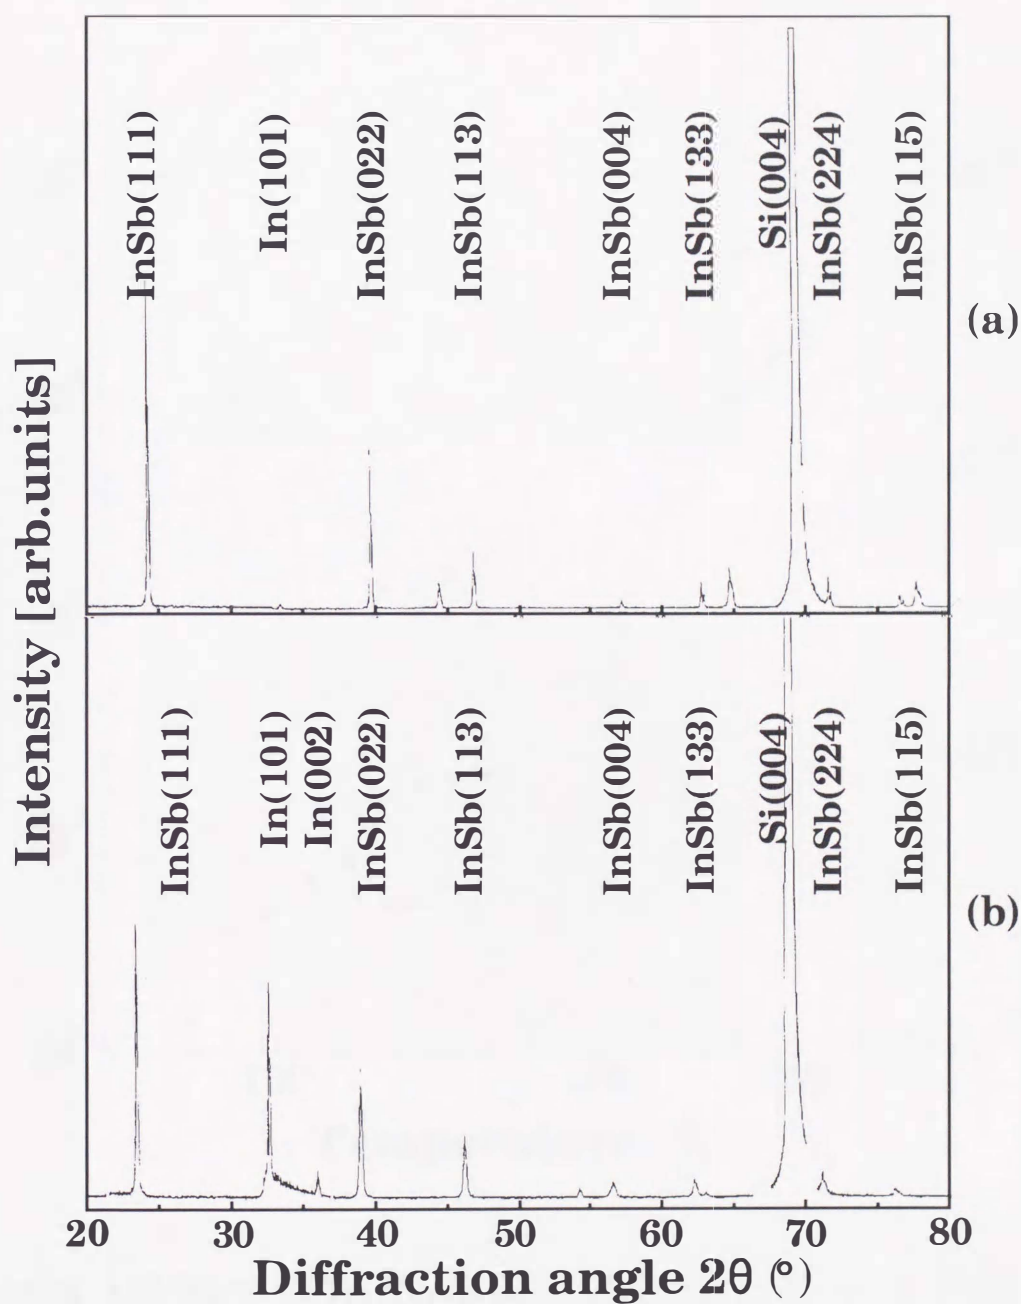 Intensity [arb.units]
InSb(111)
In(101)
InSb(022)
InSb(113)
InSb(004)
InSb(133)
Si(004)
InSb(224)
InSb(115)
(a)
InSb(111)
In(101)
In(002)
InSb(022)
InSb(113)
InSb(004)
InSb(133)
Si(004)
InSb(224)
InSb(115)
(b)
20 30 40 50 60 70 80
Diffraction angle 2θ (°)